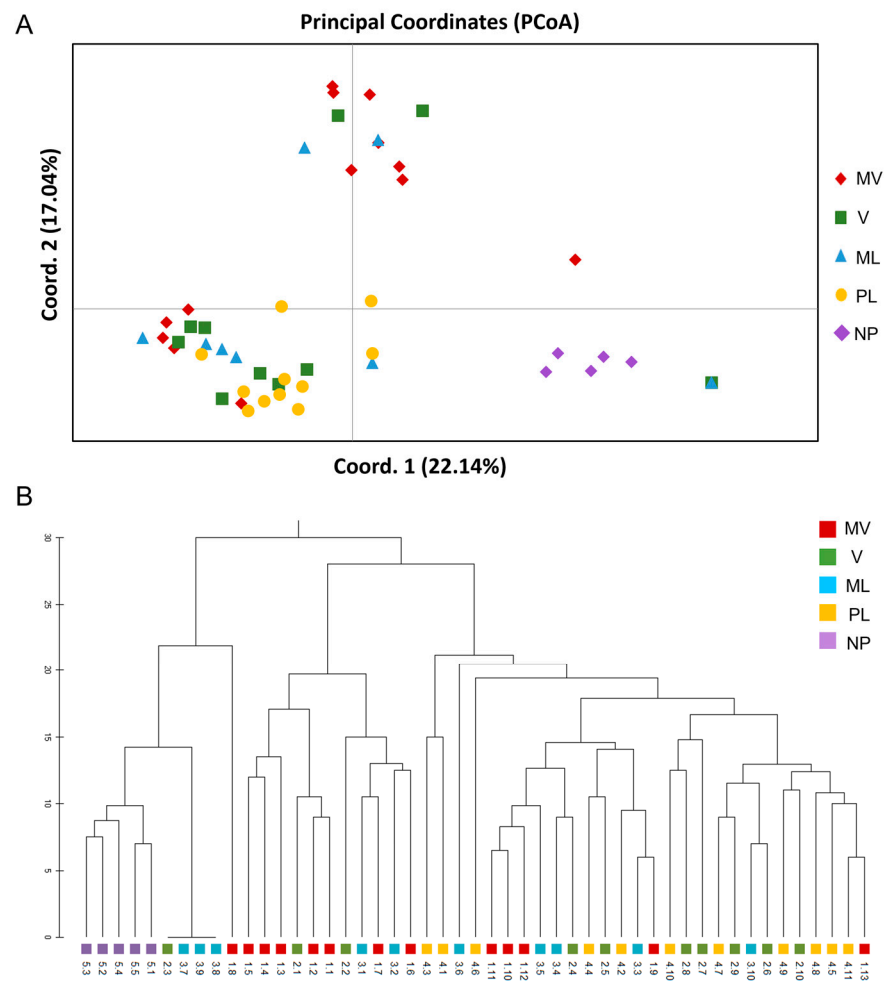 A
Principal Coordinates (PCoA)
Coord. 2 (17.04%)
Coord. 1 (22.14%)
MV
V
ML
PL
NP
B
MV
V
ML
PL
NP
30
25
20
15
10
5
0
5.3 5.2 5.4 5.5 5.1 2.3 3.7 3.9 3.8 1.8 1.5 1.4 1.3 2.1 1.2 1.1 2.2 3.1 1.7 3.2 1.6 4.3 4.1 3.6 4.6 1.11 1.10 1.12 3.5 3.4 2.4 4.4 2.5 4.2 3.3 1.9 4.10 2.8 2.7 4.7 2.9 3.10 2.6 4.9 2.10 4.8 4.5 4.11 1.13